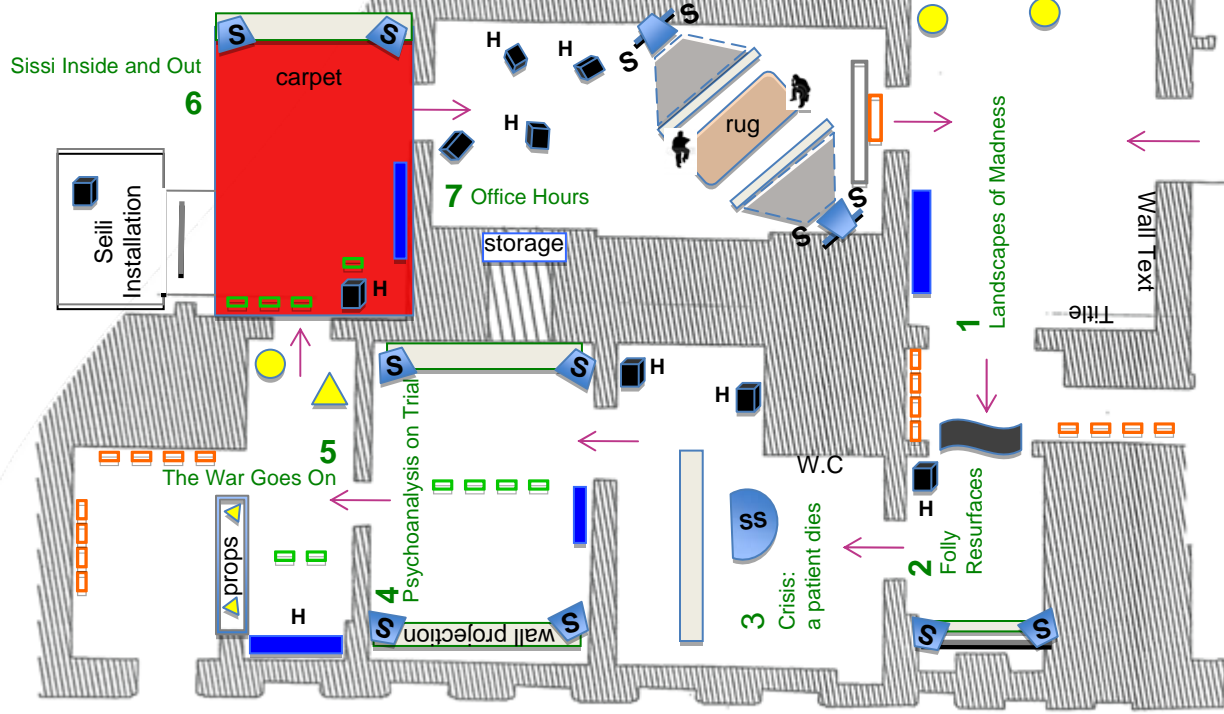 S
S
carpet
Sissi Inside and Out
6
Seili
Installation
H
H
H
H
S
S
rug
7 Office Hours
storage
S
S
1 Landscapes of Madness
Wall Text
Title
S
S
4 Psychoanalysis on Trial
wall projection
S
S
5
The War Goes On
props
H
H
H
W.C
SS
3 Crisis:
a patient dies
H
2 Folly
Resurfaces
S
S